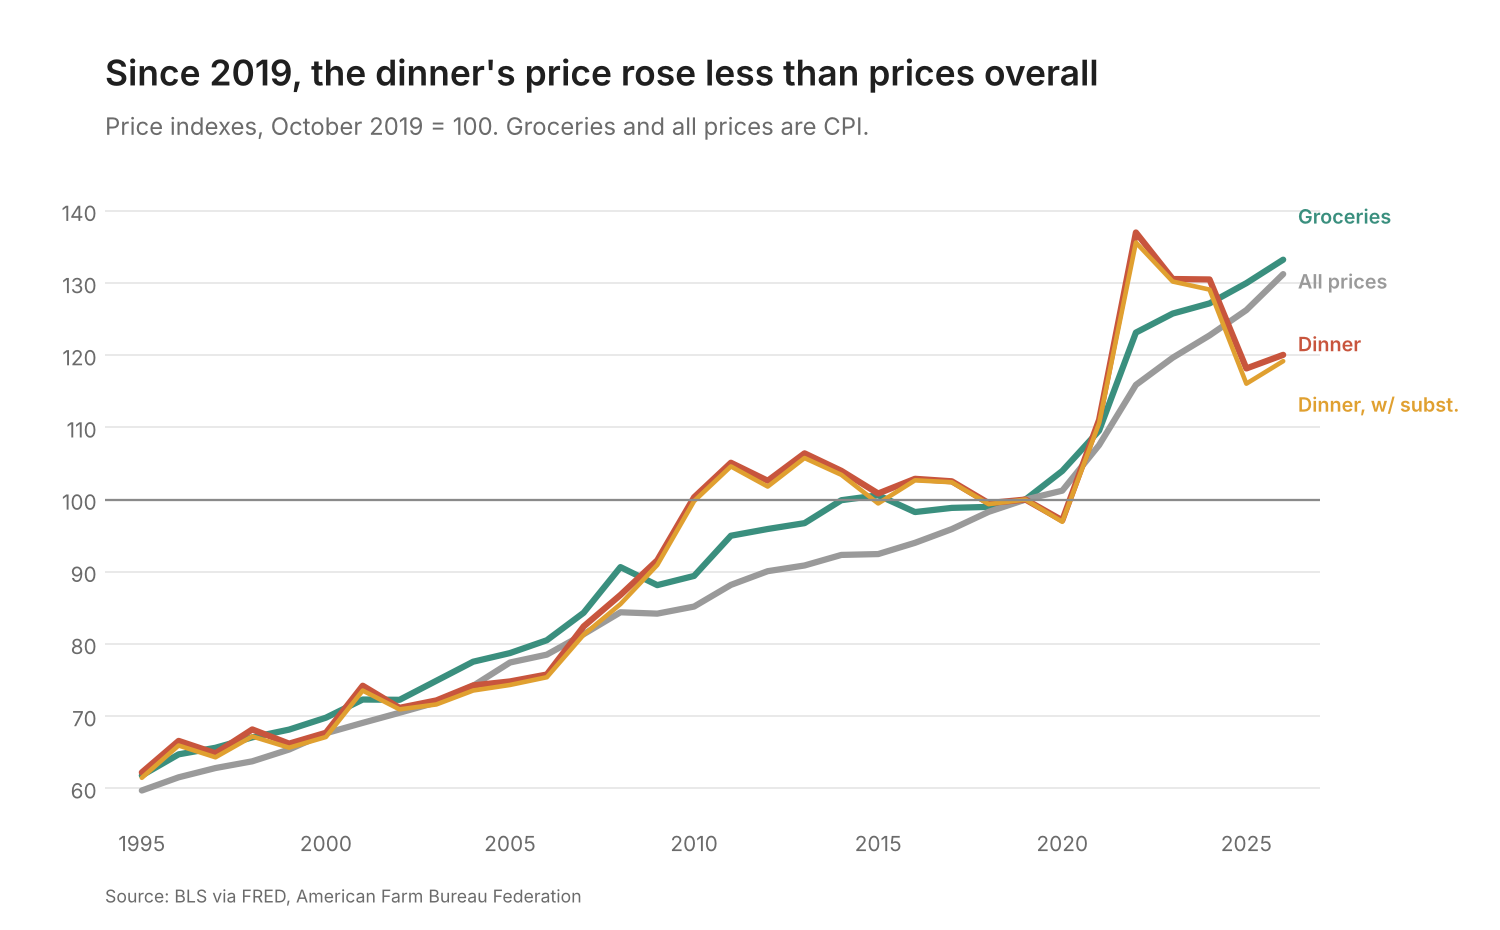 Since 2019, the dinner's price rose less than prices overall
Price indexes, October 2019 = 100. Groceries and all prices are CPI.
140
130
120
110
100
90
80
70
60
Groceries
All prices
Dinner
Dinner, w/ subst.
1995 2000 2005 2010 2015 2020 2025
Source: BLS via FRED, American Farm Bureau Federation